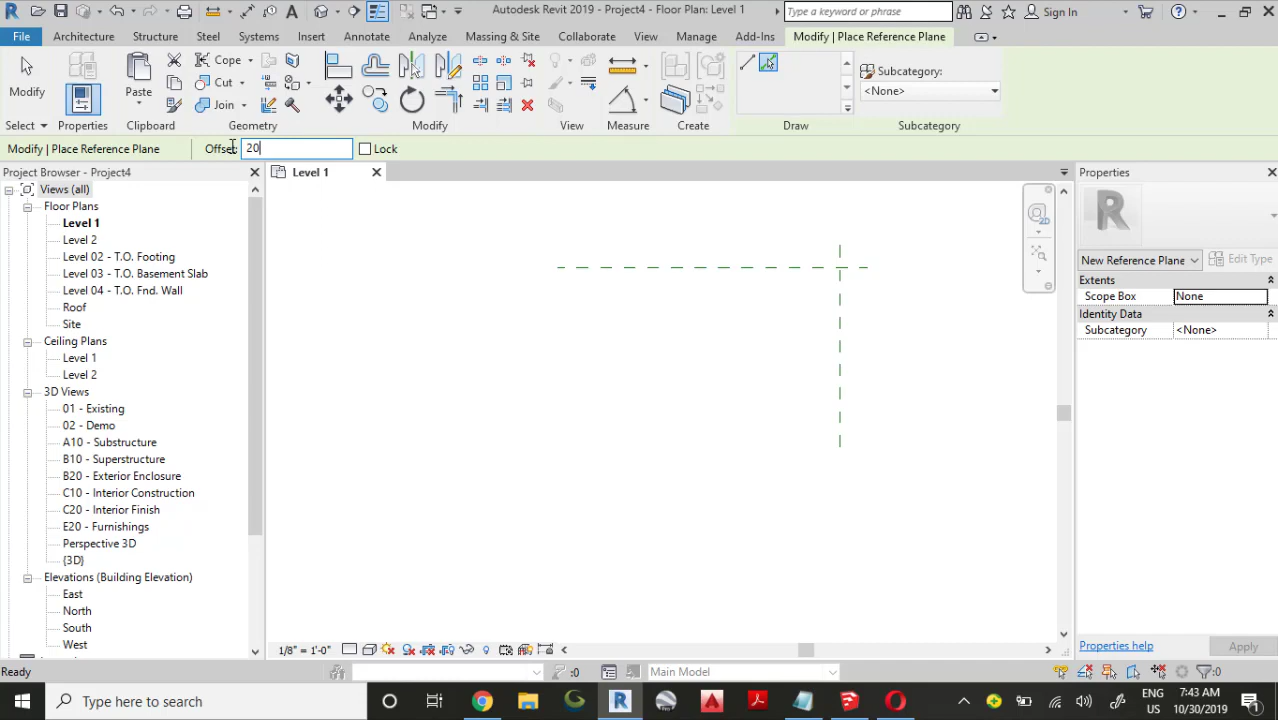 Autodesk Revit 2019 - Project4 - Floor Plan: Level 1
Type a keyword or phrase
Sign In
File
Architecture
Structure
Steel
Systems
Insert
Annotate
Analyze
Massing & Site
Collaborate
View
Manage
Add-Ins
Modify | Place Reference Plane
Modify
Paste
Cope
Cut
Join
Subcategory:
<None>
Select
Properties
Clipboard
Geometry
Modify
View
Measure
Create
Draw
Subcategory
Modify | Place Reference Plane
Offset:
20
Lock
Project Browser - Project4
Level 1
Properties
Views (all)
Floor Plans
Level 1
Level 2
Level 02 - T.O. Footing
Level 03 - T.O. Basement Slab
Level 04 - T.O. Fnd. Wall
Roof
Site
Ceiling Plans
Level 1
Level 2
3D Views
01 - Existing
02 - Demo
A10 - Substructure
B10 - Superstructure
B20 - Exterior Enclosure
C10 - Interior Construction
C20 - Interior Finish
E20 - Furnishings
Perspective 3D
{3D}
Elevations (Building Elevation)
East
North
South
West
2D
New Reference Plane
Edit Type
Extents
Scope Box
None
Identity Data
Subcategory
<None>
Properties help
Apply
1/8" = 1'-0"
Ready
:0
Main Model
:0
Type here to search
ENG
US
7:43 AM
10/30/2019
1